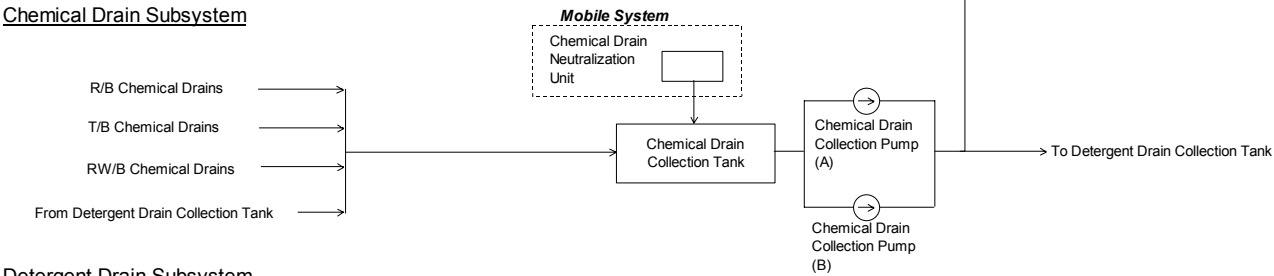 Chemical Drain Subsystem
Mobile System
Chemical Drain
Neutralization
Unit
R/B Chemical Drains
T/B Chemical Drains
RW/B Chemical Drains
From Detergent Drain Collection Tank
Chemical Drain
Collection Tank
Chemical Drain
Collection Pump
(A)
To Detergent Drain Collection Tank
Chemical Drain
Collection Pump
(B)
Detergent Drain Subsystem